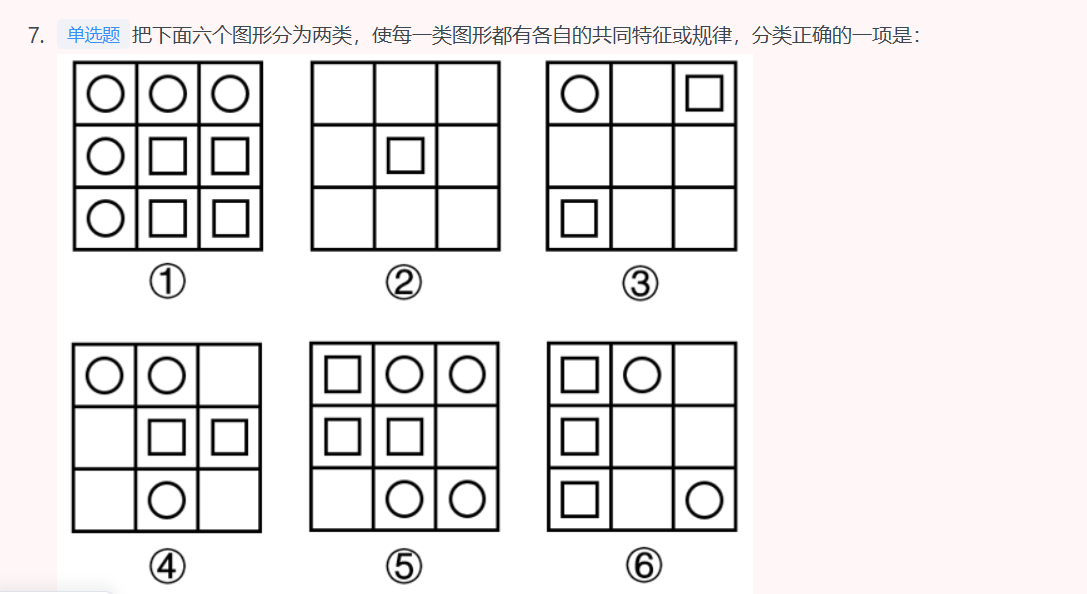 7. 单选题 把下面六个图形分为两类，使每一类图形都有各自的共同特征或规律，分类正确的一项是：
① ② ③
④ ⑤ ⑥